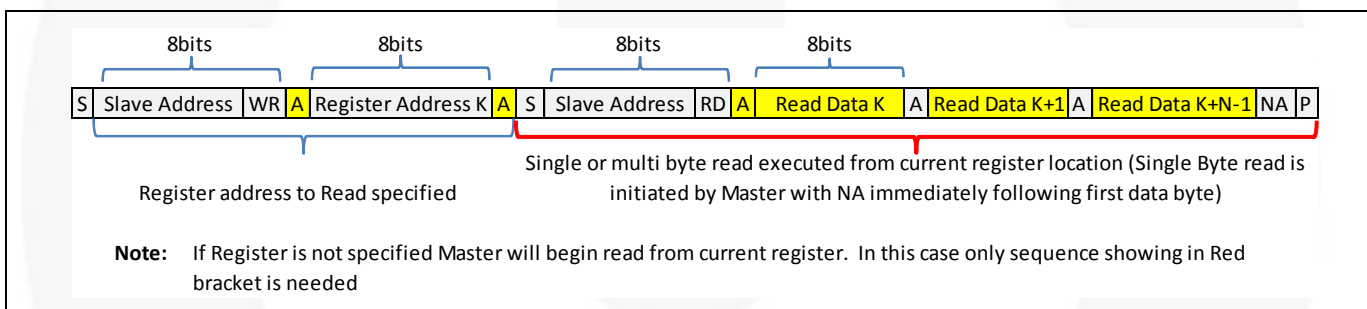 8bits 8bits 8bits 8bits
S Slave Address WR A Register Address K A S Slave Address RD A Read Data K A Read Data K+1 A Read Data K+N-1 NA P
Single or multi byte read executed from current register location (Single Byte read is
Register address to Read specified
initiated by Master with NA immediately following first data byte)
Note: If Register is not specified Master will begin read from current register. In this case only sequence showing in Red
bracket is needed